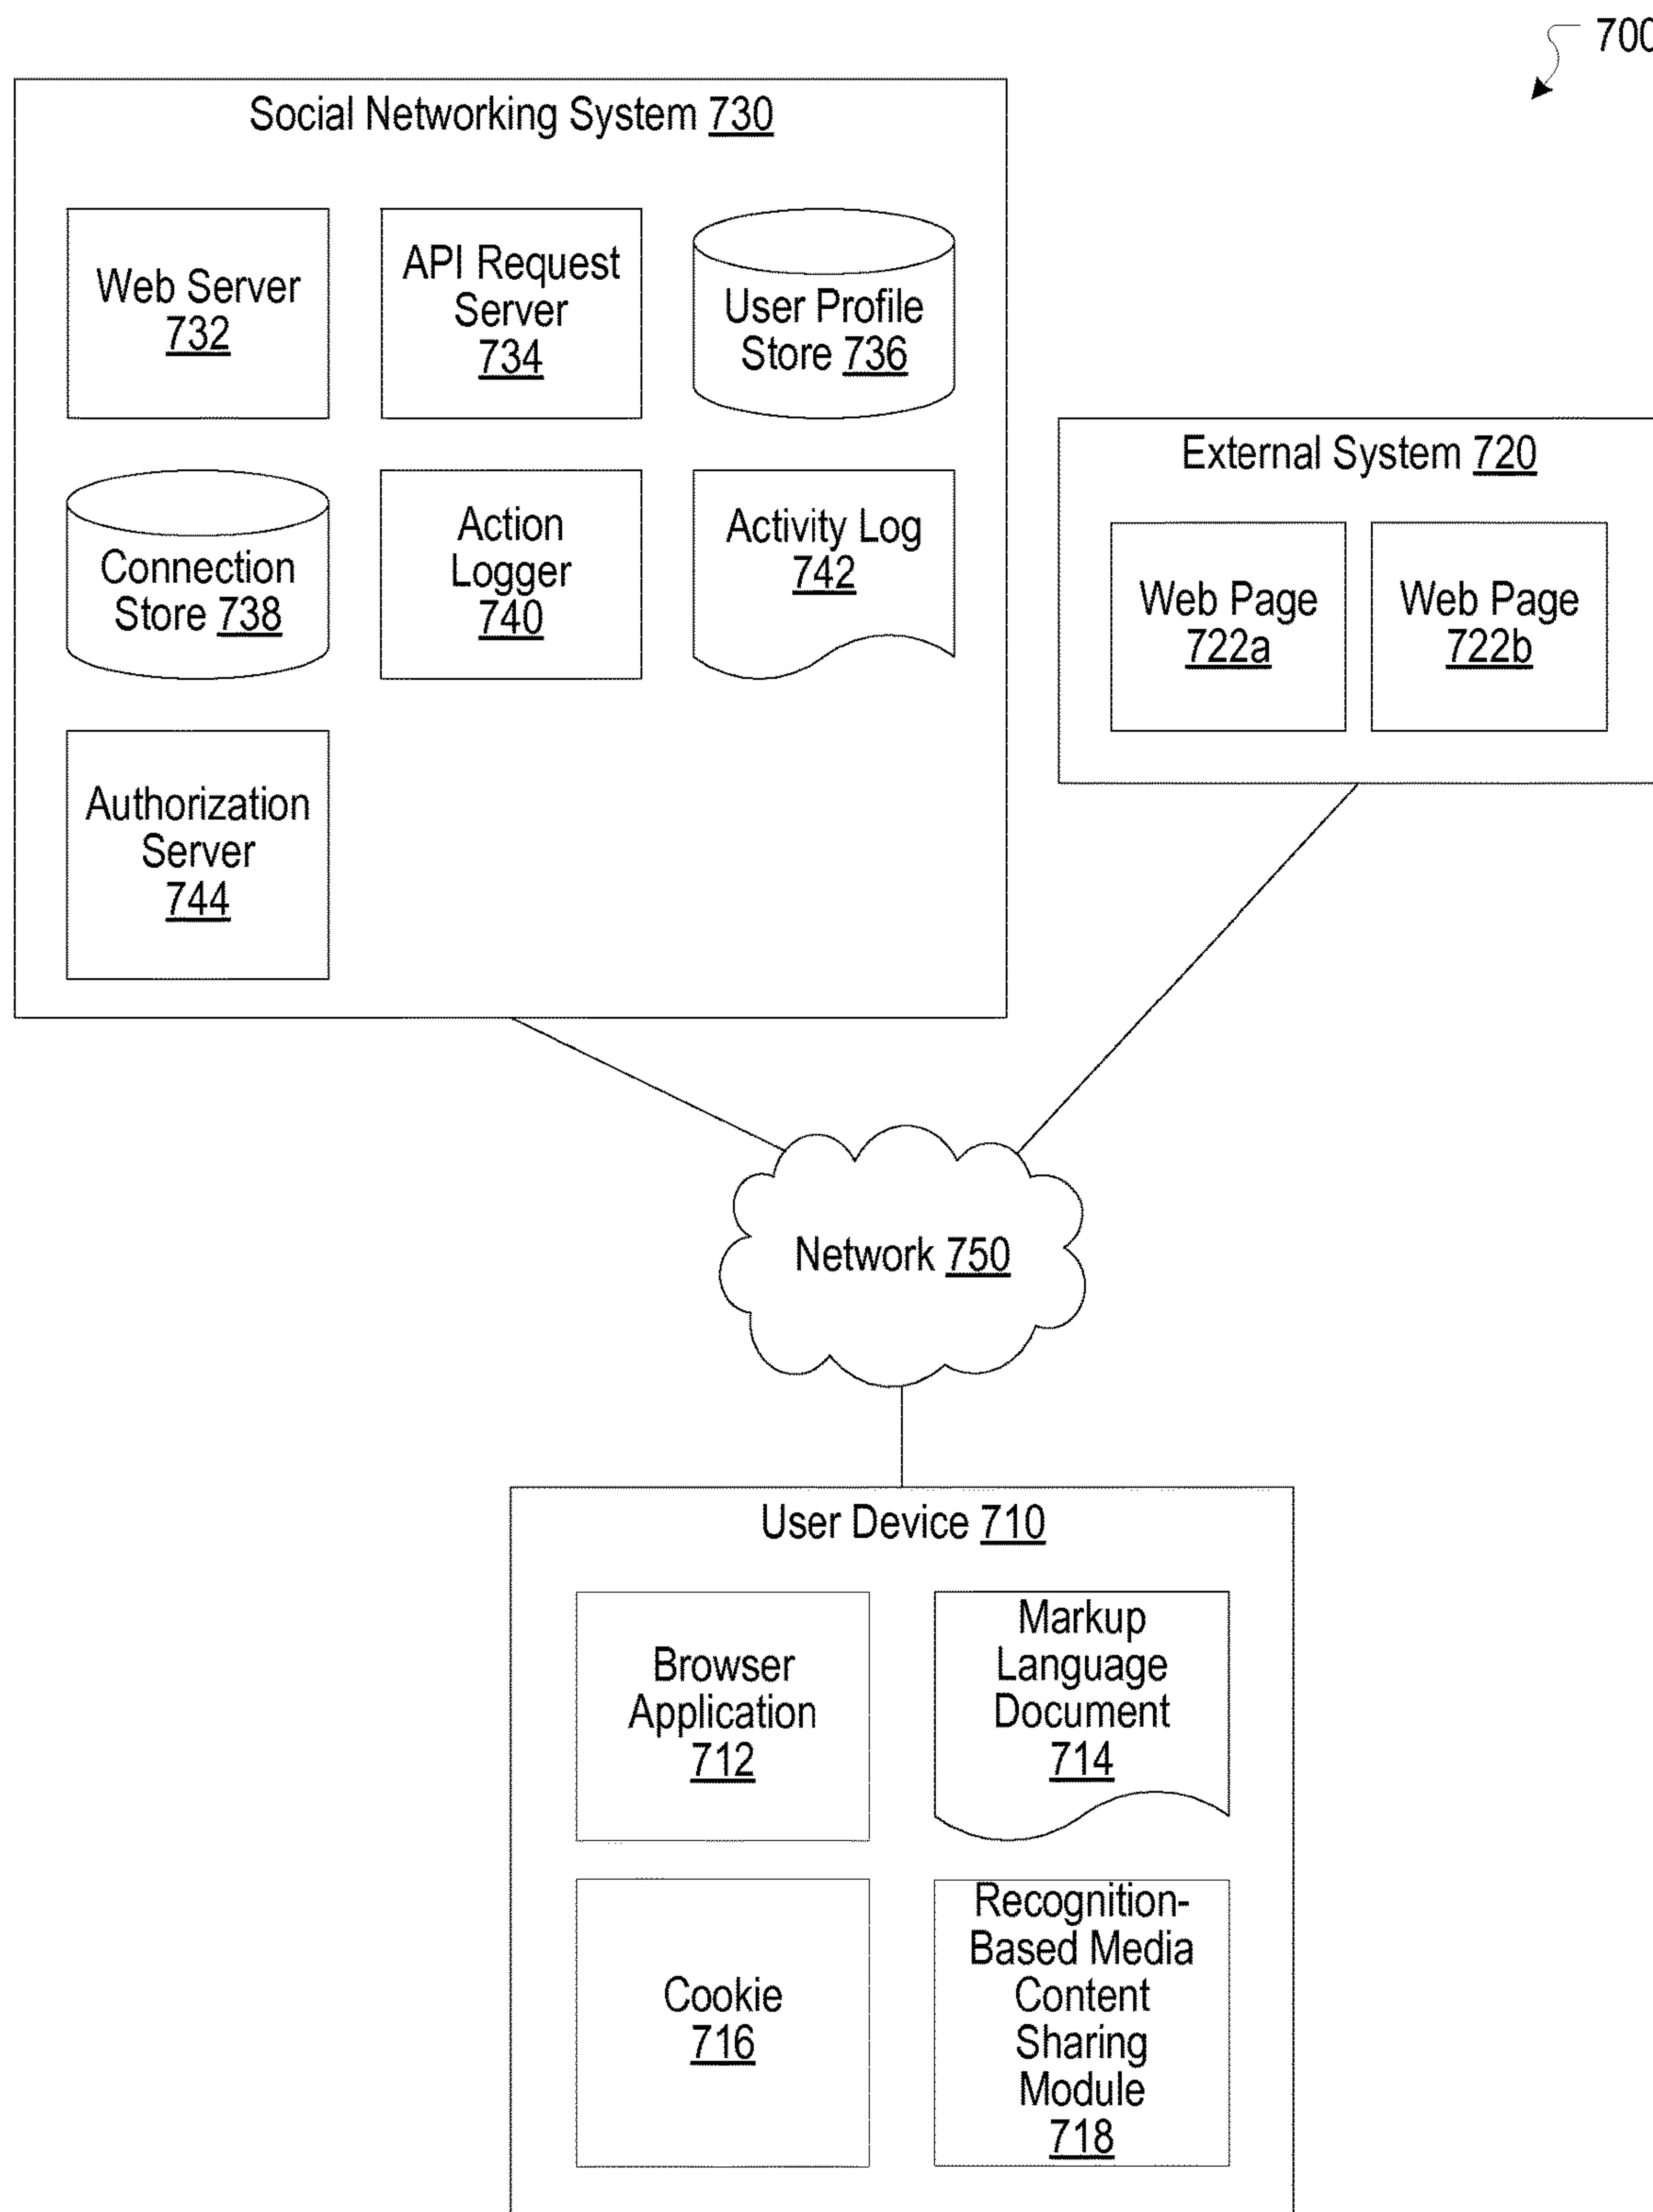 700
Social Networking System 730
Web Server
732
API Request
Server
734
User Profile
Store 736
Connection
Store 738
Action
Logger
740
Activity Log
742
Authorization
Server
744
External System 720
Web Page
722a
Web Page
722b
Network 750
User Device 710
Browser
Application
712
Markup
Language
Document
714
Cookie
716
Recognition-
Based Media
Content
Sharing
Module
718